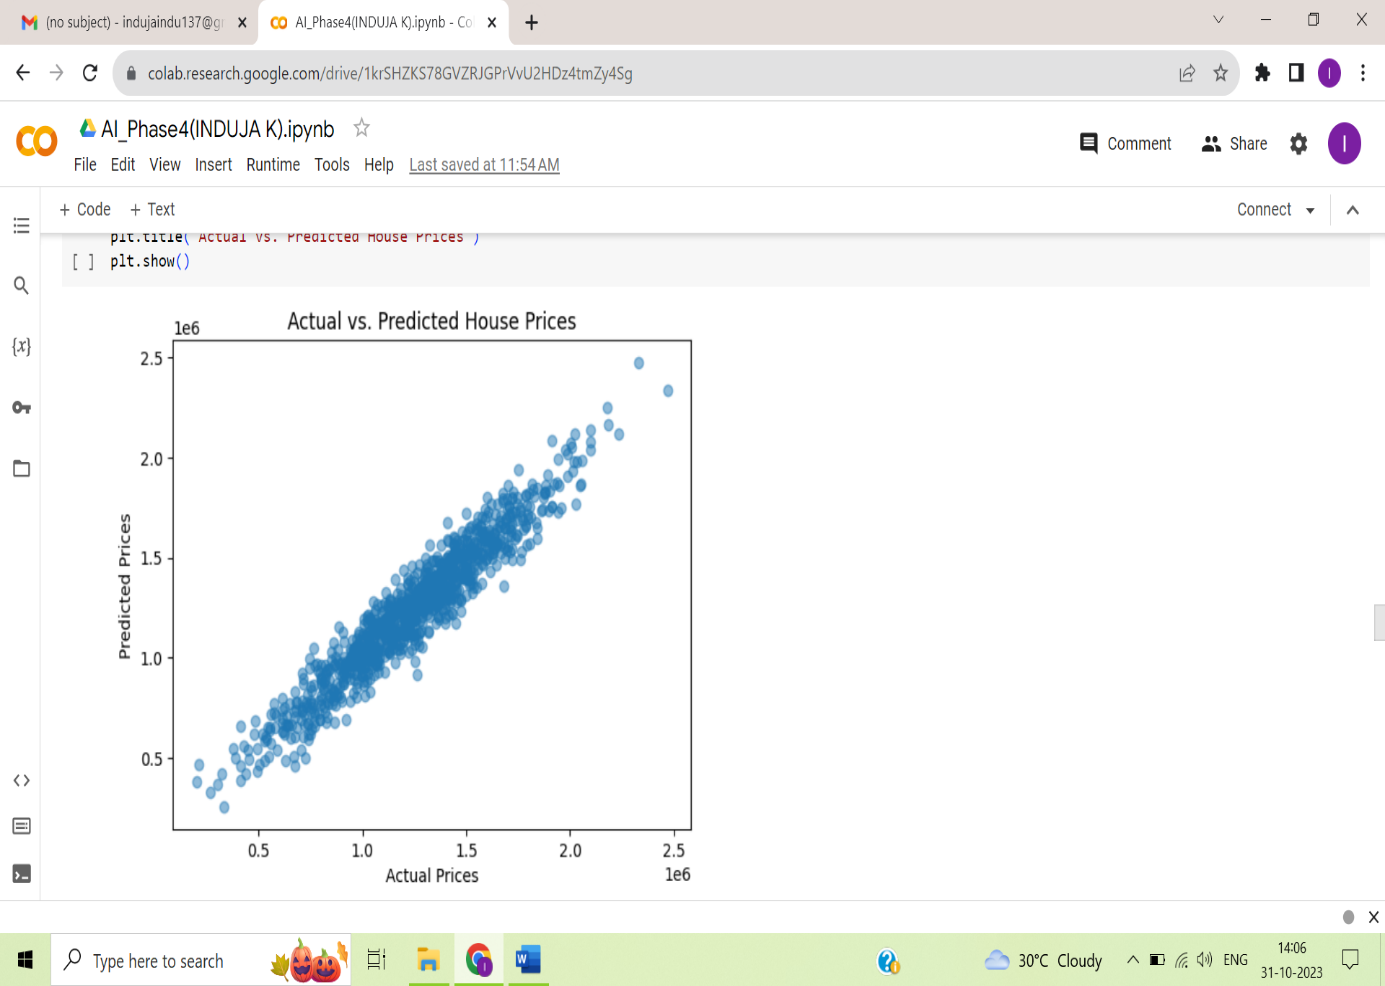 (no subject) - indujaindu137@g
AI_Phase4(INDUJA K).ipynb - Co
colab.research.google.com/drive/1krSHZKS78GVZRJGPrVvU2HDz4tmZy4Sg
AI_Phase4(INDUJA K).ipynb
File Edit View Insert Runtime Tools Help Last saved at 11:54 AM
Comment Share I
+ Code + Text
Connect
plt.title('Actual vs. Predicted House Prices')
[ ] plt.show()
Actual vs. Predicted House Prices
1e6
2.5
2.0
1.5
1.0
0.5
Predicted Prices
0.5 1.0 1.5 2.0 2.5
Actual Prices
1e6
Type here to search
30°C Cloudy
ENG
14:06
31-10-2023